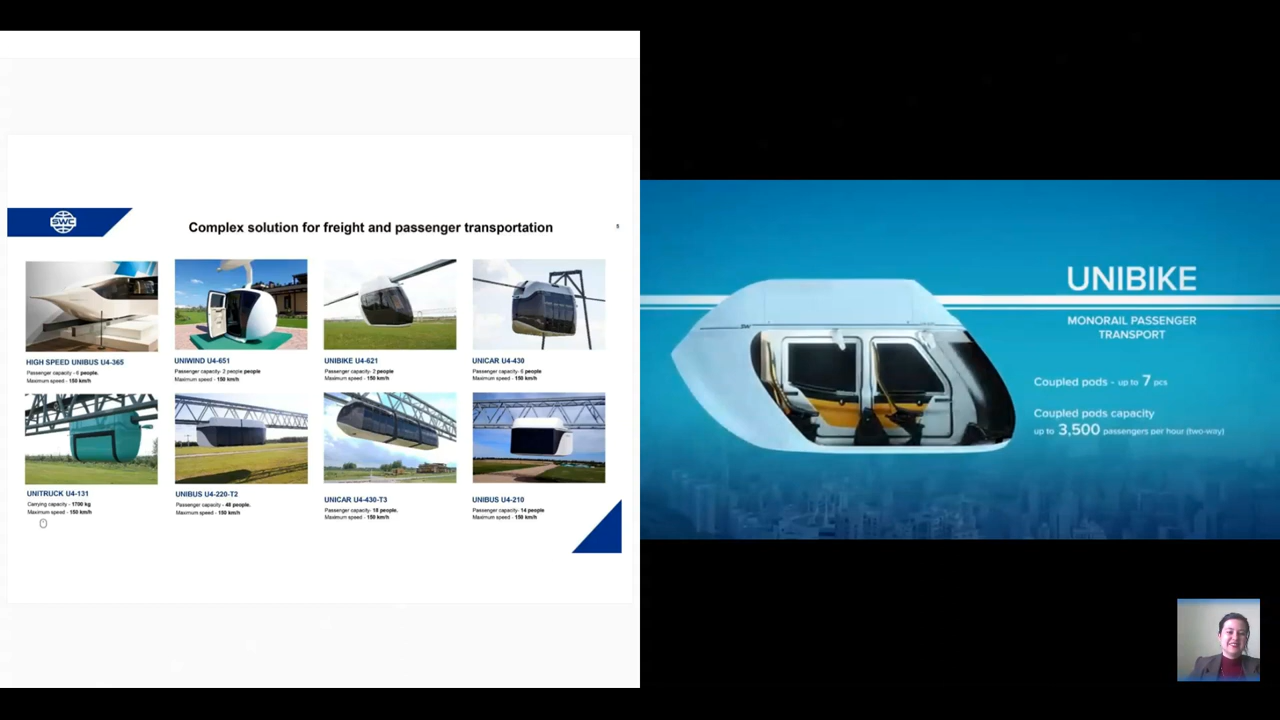 SWC
Complex solution for freight and passenger transportation
HIGH SPEED UNIBUS U4-365
Passenger capacity - 6 people.
Maximum speed - 150 km/h
UNIWIND U4-651
Passenger capacity- 2 people people
Maximum speed - 150 km/h
UNIBIKE U4-621
Passenger capacity- 2 people
Maximum speed - 150 km/h
UNICAR U4-430
Passenger capacity- 6 people
Maximum speed - 150 km/h
UNITRUCK U4-131
Carrying capacity - 1700 kg
Maximum speed - 150 km/h
UNIBUS U4-220-T2
Passenger capacity - 48 people.
Maximum speed - 150 km/h
UNICAR U4-430-T3
Passenger capacity- 18 people.
Maximum speed - 150 km/h
UNIBUS U4-210
Passenger capacity - 14 people
Maximum speed - 150 km/h
UNIBIKE
MONORAIL PASSENGER
TRANSPORT
Coupled pods - up to 7 pcs
Coupled pods capacity
up to 3,500 passengers per hour (two-way)